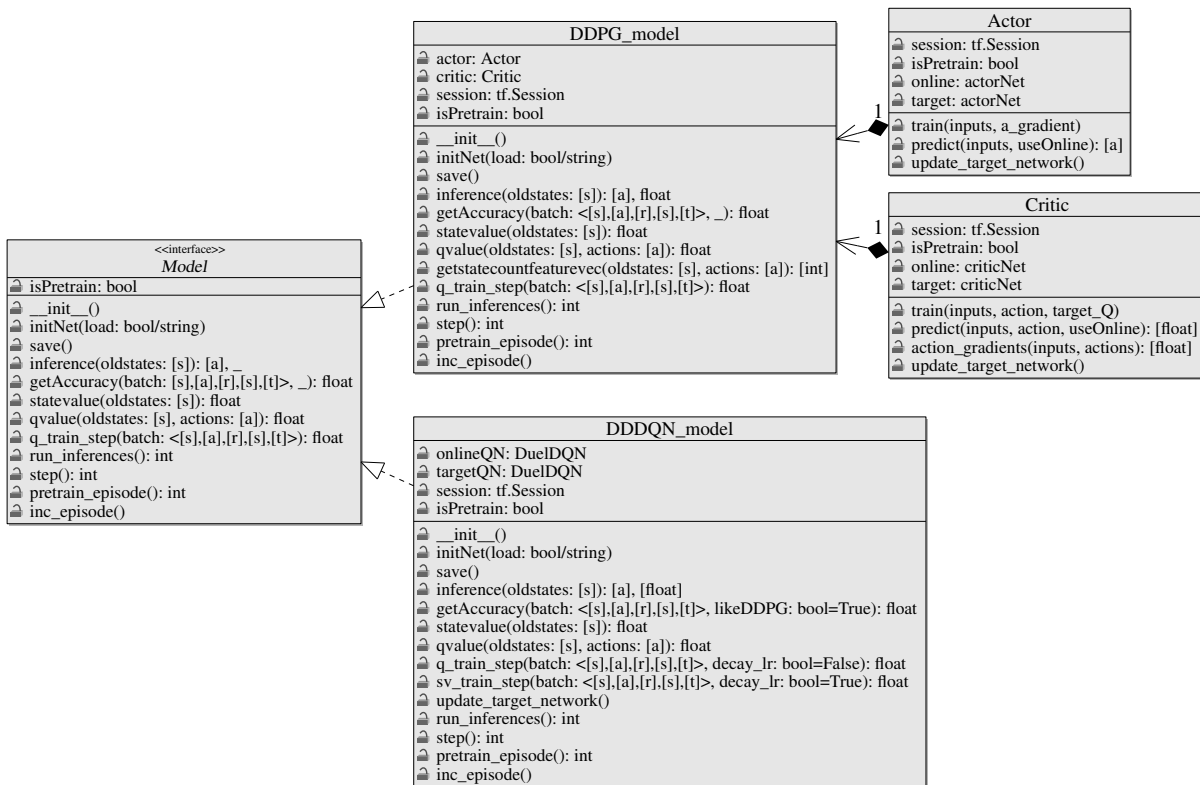 <<interface>>
Model
isPretrain: bool
__init__()
initNet(load: bool/string)
save()
inference(oldstates: [s]): [a], _
getAccuracy(batch: [s],[a],[r],[s],[t]>, _): float
statevalue(oldstates: [s]): float
qvalue(oldstates: [s], actions: [a]): float
q_train_step(batch: <[s],[a],[r],[s],[t]>): float
run_inferences(): int
step(): int
pretrain_episode(): int
inc_episode()
DDPG_model
actor: Actor
critic: Critic
session: tf.Session
isPretrain: bool
__init__()
initNet(load: bool/string)
save()
inference(oldstates: [s]): [a], float
getAccuracy(batch: <[s],[a],[r],[s],[t]>, _): float
statevalue(oldstates: [s]): float
qvalue(oldstates: [s], actions: [a]): float
getstatecountfeaturevec(oldstates: [s], actions: [a]): [int]
q_train_step(batch: <[s],[a],[r],[s],[t]>): float
run_inferences(): int
step(): int
pretrain_episode(): int
inc_episode()
1
Actor
session: tf.Session
isPretrain: bool
online: actorNet
target: actorNet
train(inputs, a_gradient)
predict(inputs, useOnline): [a]
update_target_network()
1
Critic
session: tf.Session
isPretrain: bool
online: criticNet
target: criticNet
train(inputs, action, target_Q)
predict(inputs, action, useOnline): [float]
action_gradients(inputs, actions): [float]
update_target_network()
DDDQN_model
onlineQN: DuelDQN
targetQN: DuelDQN
session: tf.Session
isPretrain: bool
__init__()
initNet(load: bool/string)
save()
inference(oldstates: [s]): [a], [float]
getAccuracy(batch: <[s],[a],[r],[s],[t]>, likeDDPG: bool=True): float
statevalue(oldstates: [s]): float
qvalue(oldstates: [s], actions: [a]): float
q_train_step(batch: <[s],[a],[r],[s],[t]>, decay_lr: bool=False): float
sv_train_step(batch: <[s],[a],[r],[s],[t]>, decay_lr: bool=True): float
update_target_network()
run_inferences(): int
step(): int
pretrain_episode(): int
inc_episode()